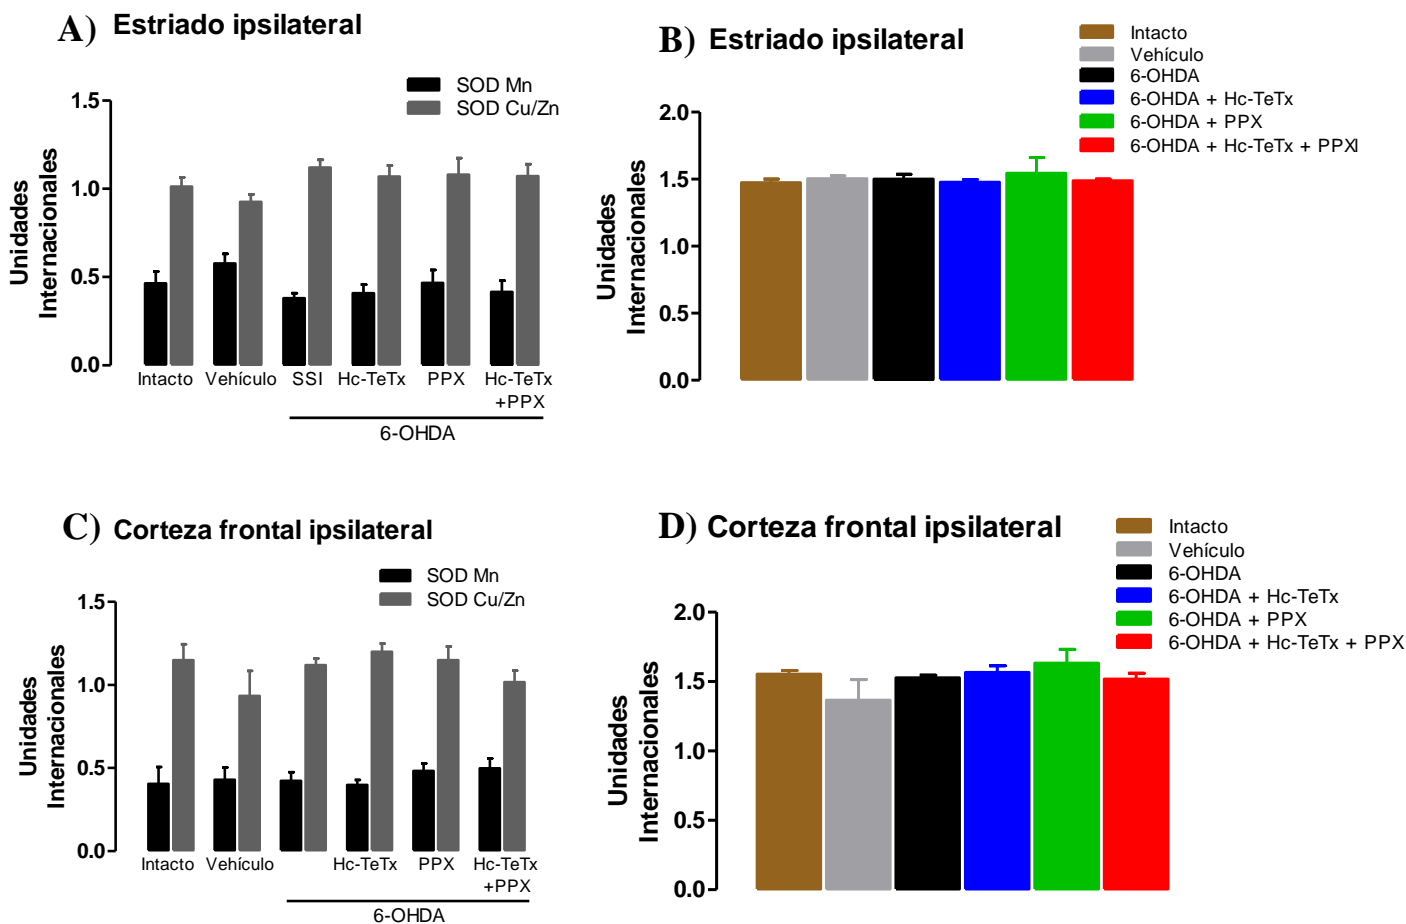 A) Estriado ipsilateral
SOD Mn
SOD Cu/Zn
Unidades
Internacionales
1.5
1.0
0.5
0.0
Intacto Vehículo SSI Hc-TeTx PPX Hc-TeTx
+PPX
6-OHDA
B) Estriado ipsilateral
Intacto
Vehículo
6-OHDA
6-OHDA + Hc-TeTx
6-OHDA + PPX
6-OHDA + Hc-TeTx + PPXI
Unidades
Internacionales
2.0
1.5
1.0
0.5
0.0
C) Corteza frontal ipsilateral
SOD Mn
SOD Cu/Zn
Unidades
Internacionales
1.5
1.0
0.5
0.0
Intacto Vehículo Hc-TeTx PPX Hc-TeTx
+PPX
6-OHDA
D) Corteza frontal ipsilateral
Intacto
Vehículo
6-OHDA
6-OHDA + Hc-TeTx
6-OHDA + PPX
6-OHDA + Hc-TeTx + PPX
Unidades
Internacionales
2.0
1.5
1.0
0.5
0.0